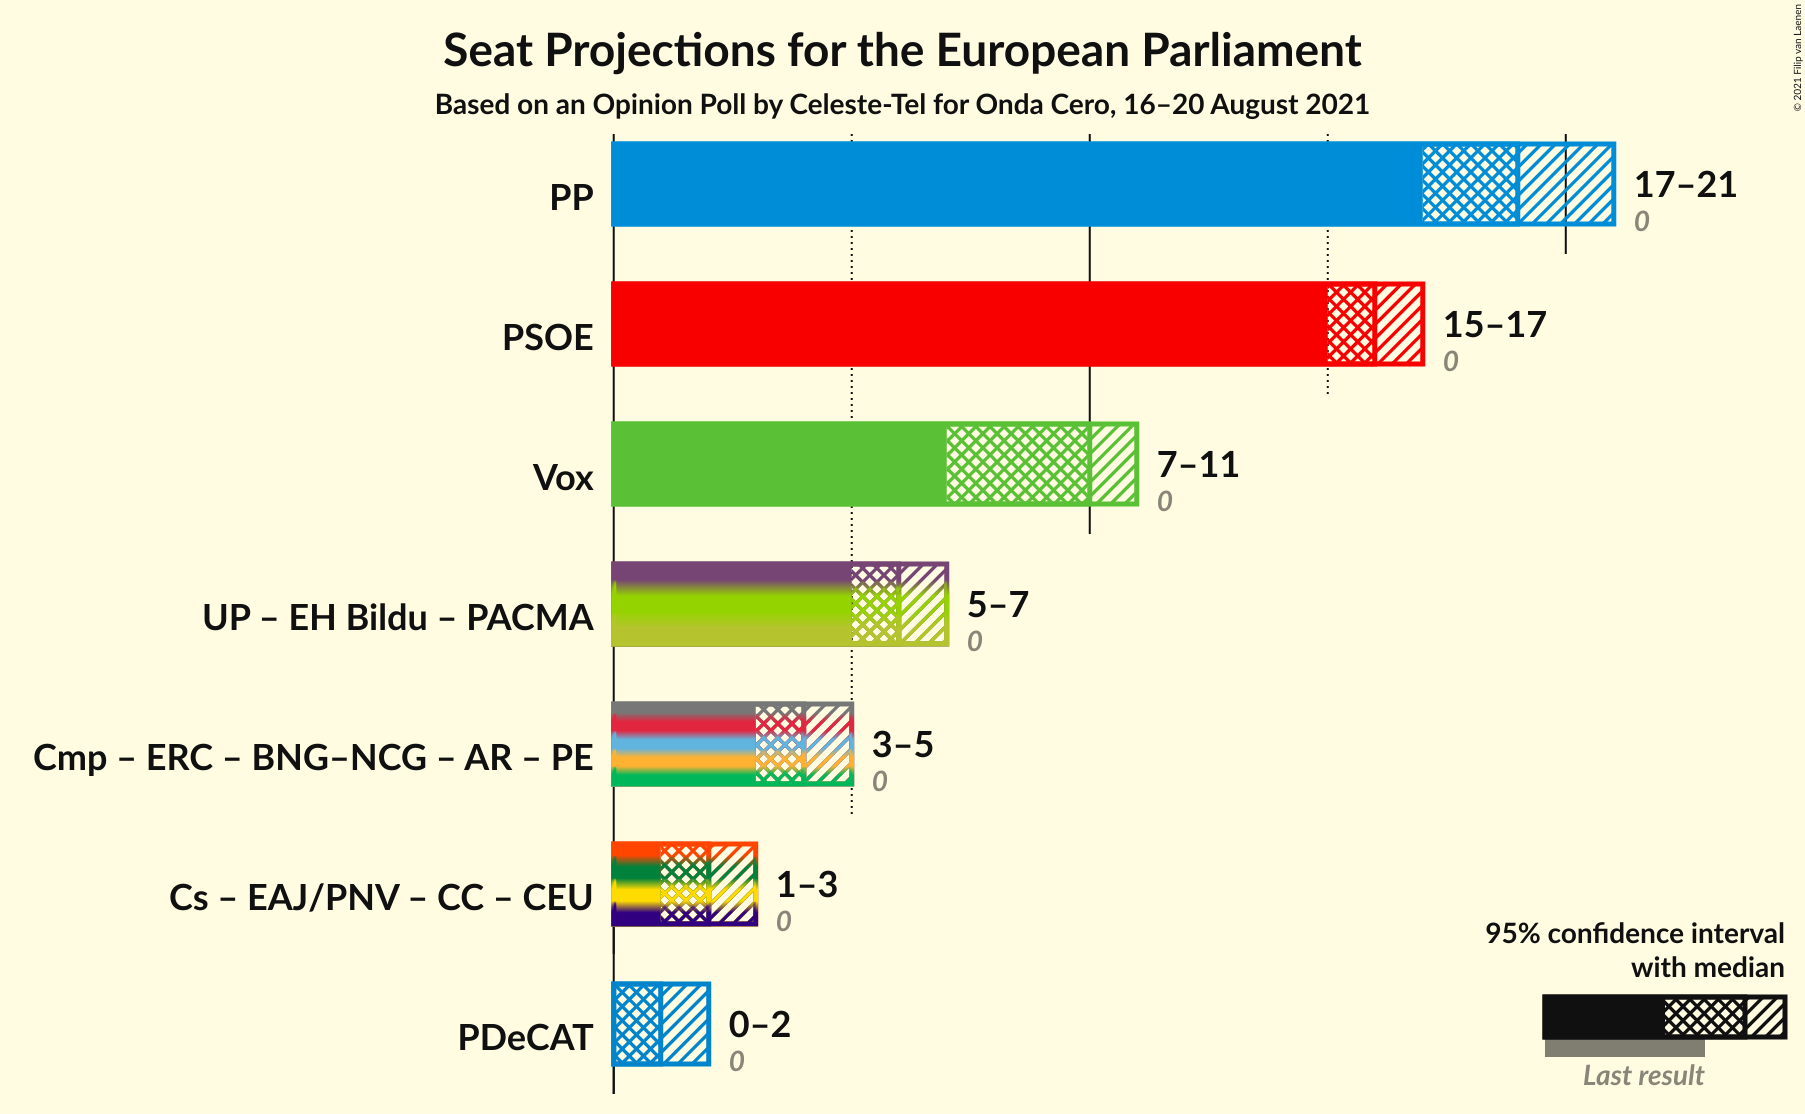 Seat Projections for the European Parliament
Based on an Opinion Poll by Celeste-Tel for Onda Cero, 16–20 August 2021
© 2021 Filip van Laenen
PP
17–21
0
PSOE
15–17
0
Vox
7–11
0
UP – EH Bildu – PACMA
5–7
0
Cmp – ERC – BNG–NCG – AR – PE
3–5
0
Cs – EAJ/PNV – CC – CEU
1–3
0
PDeCAT
0–2
0
95% confidence interval
with median
Last result